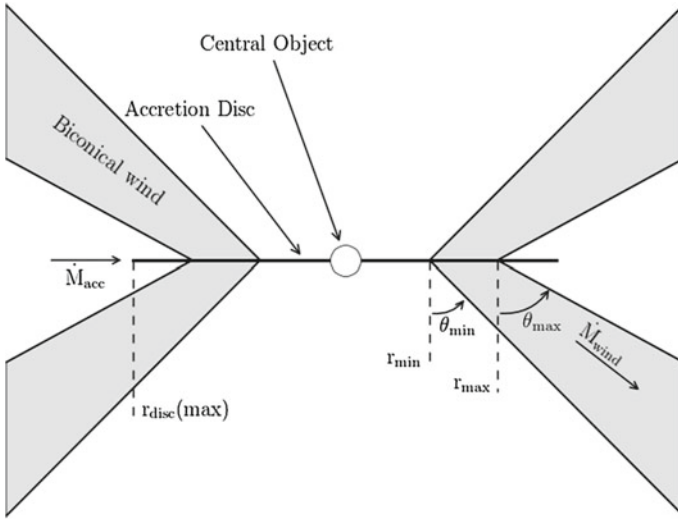 Central Object
Accretion Disc
Biconical wind
Ṁacc
θmin
θmax
Ṁwind
rmin
rmax
rdisc(max)